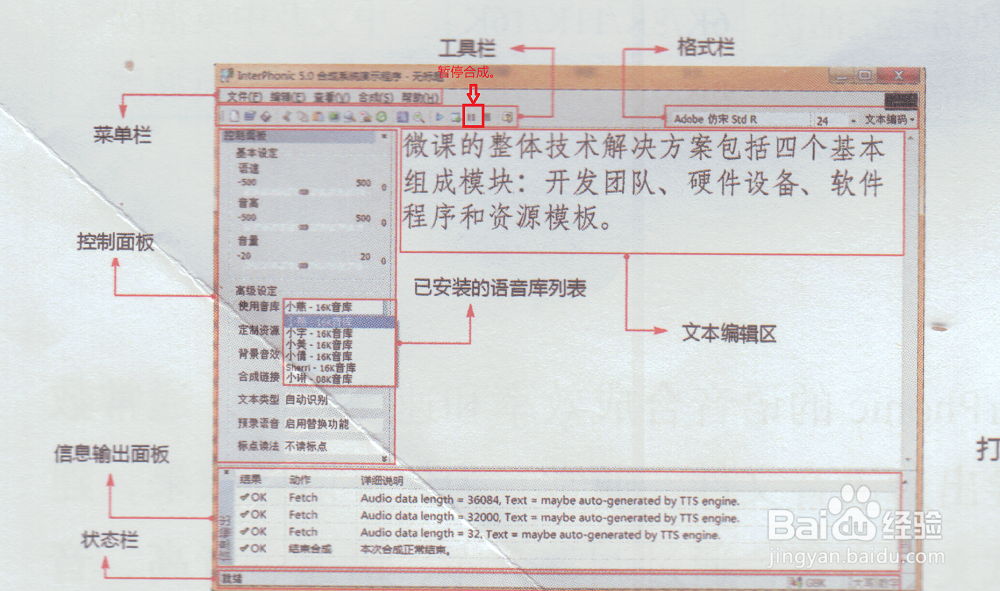 工具栏
格式栏
InterPhonic 5.0 合成系统演示程序 - 无标题
暂停合成。
文件(F) 编辑(E) 查看(V) 合成(S) 帮助(H)
Adobe 仿宋 Std R 24 文本编码
菜单栏
控制面板
基本设定
语速
-500 500 0
音高
-500 500 0
音量
-20 20 0
微课的整体技术解决方案包括四个基本
组成模块：开发团队、硬件设备、软件
程序和资源模板。
控制面板
高级设定
使用音库 小燕 - 16K音库
小燕 - 16K音库
定制资源 小宇 - 16K音库
小美 - 16K音库
背景音效 小倩 - 16K音库
Sherri - 16K音库
合成链接 小琳 - 08K音库
文本类型 自动识别
预录语音 启用替换功能
标点读法 不读标点
已安装的语音库列表
文本编辑区
打
信息输出面板
结果 动作 详细说明
OK Fetch Audio data length = 36084, Text = maybe auto-generated by TTS engine.
OK Fetch Audio data length = 32000, Text = maybe auto-generated by TTS engine.
OK Fetch Audio data length = 32, Text = maybe auto-generated by TTS engine.
OK 结束合成 本次合成正常结束。
状态栏
就绪 GBK 大写 数字
Baidu经验
jingyan.baidu.com